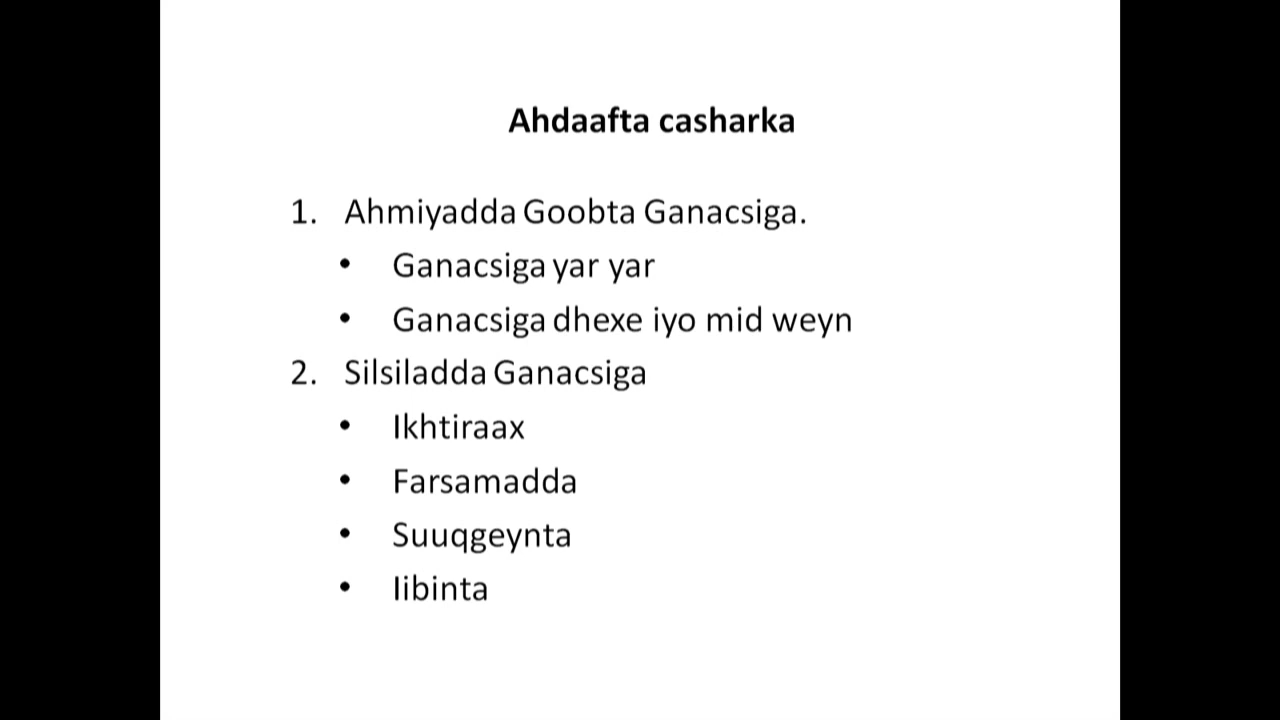 Ahdaafta casharka
1. Ahmiyadda Goobta Ganacsiga.
• Ganacsiga yar yar
• Ganacsiga dhexe iyo mid weyn
2. Silsiladda Ganacsiga
• Ikhtiraax
• Farsamadda
• Suuqgeynta
• Iibinta